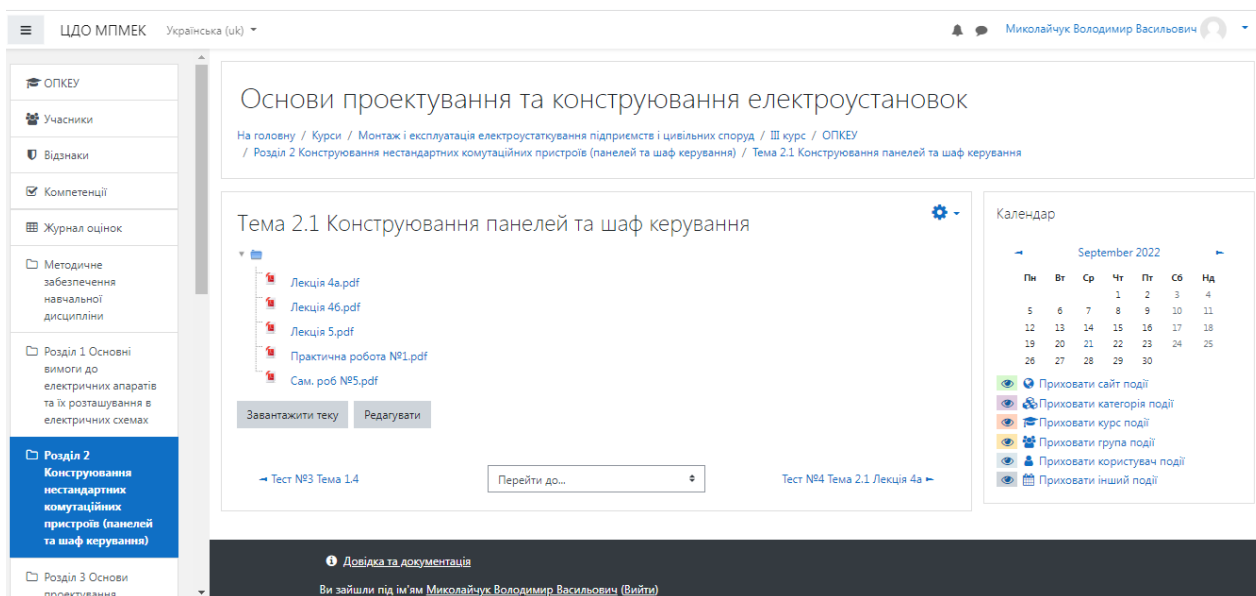 ЦДО МПМЕК Українська (uk) Миколайчук Володимир Васильович
ОПКЕУ
Учасники
Відзнаки
Компетенції
Журнал оцінок
Методичне
забезпечення
навчальної
дисципліни
Розділ 1 Основні
вимоги до
електричних апаратів
та їх розташування в
електричних схемах
Розділ 2
Конструювання
нестандартних
комутаційних
пристроїв (панелей
та шаф керування)
Розділ 3 Основи
проектування
Основи проектування та конструювання електроустановок
На головну / Курси / Монтаж і експлуатація електроустаткування підприємств і цивільних споруд / III курс / ОПКЕУ
/ Розділ 2 Конструювання нестандартних комутаційних пристроїв (панелей та шаф керування) / Тема 2.1 Конструювання панелей та шаф керування
Тема 2.1 Конструювання панелей та шаф керування
Лекція 4а.pdf
Лекція 4б.pdf
Лекція 5.pdf
Практична робота №1.pdf
Сам. роб №5.pdf
Завантажити теку Редагувати
◄ Тест №3 Тема 1.4 Перейти до... Тест №4 Тема 2.1 Лекція 4а ►
Календар
◄ September 2022 ►
Пн Вт Ср Чт Пт Сб Нд
1 2 3 4
5 6 7 8 9 10 11
12 13 14 15 16 17 18
19 20 21 22 23 24 25
26 27 28 29 30
Приховати сайт події
Приховати категорія події
Приховати курс події
Приховати група події
Приховати користувач події
Приховати інший події
Довідка та документація
Ви зайшли під ім'ям Миколайчук Володимир Васильович (Вийти)